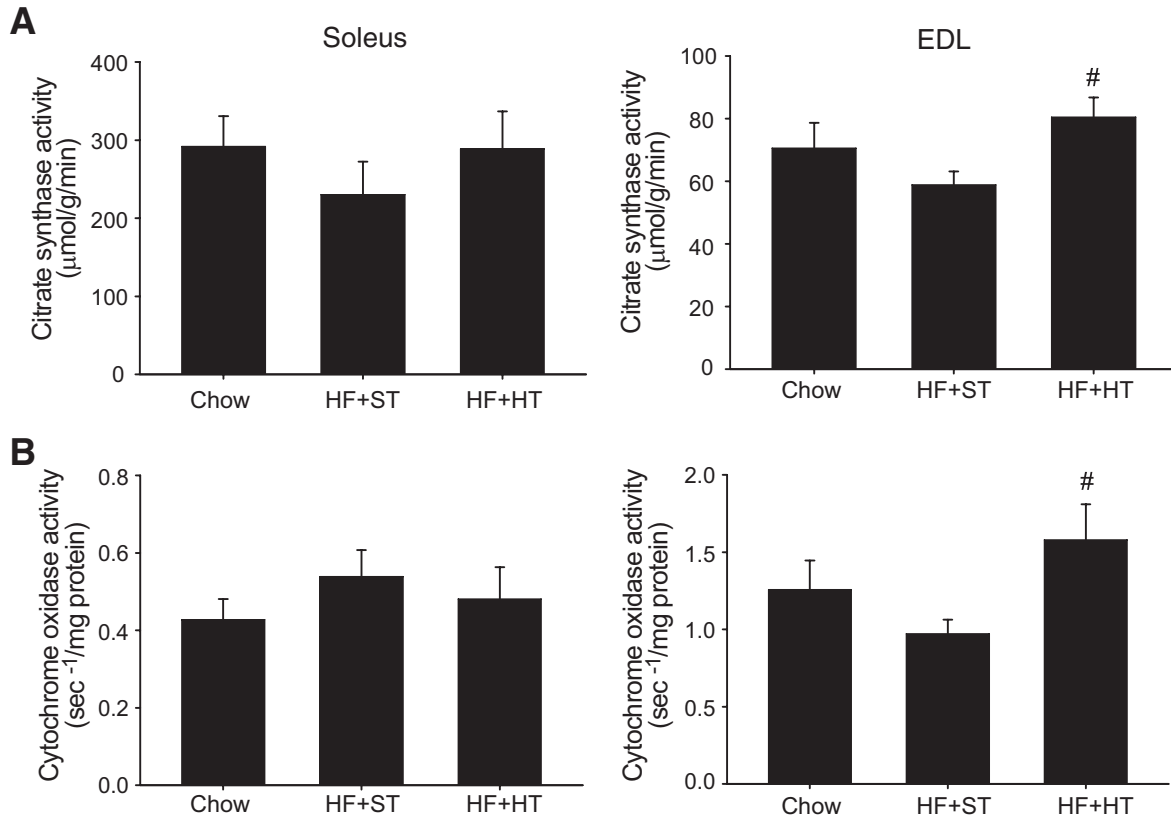 A
Soleus
EDL
Citrate synthase activity
(μmol/g/min)
400
300
200
100
0
Chow HF+ST HF+HT
Citrate synthase activity
(μmol/g/min)
100
80
60
40
20
0
#
Chow HF+ST HF+HT
B
Cytochrome oxidase activity
(sec -1/mg protein)
0.8
0.6
0.4
0.2
0.0
Chow HF+ST HF+HT
Cytochrome oxidase activity
(sec -1/mg protein)
2.0
1.5
1.0
0.5
0.0
#
Chow HF+ST HF+HT